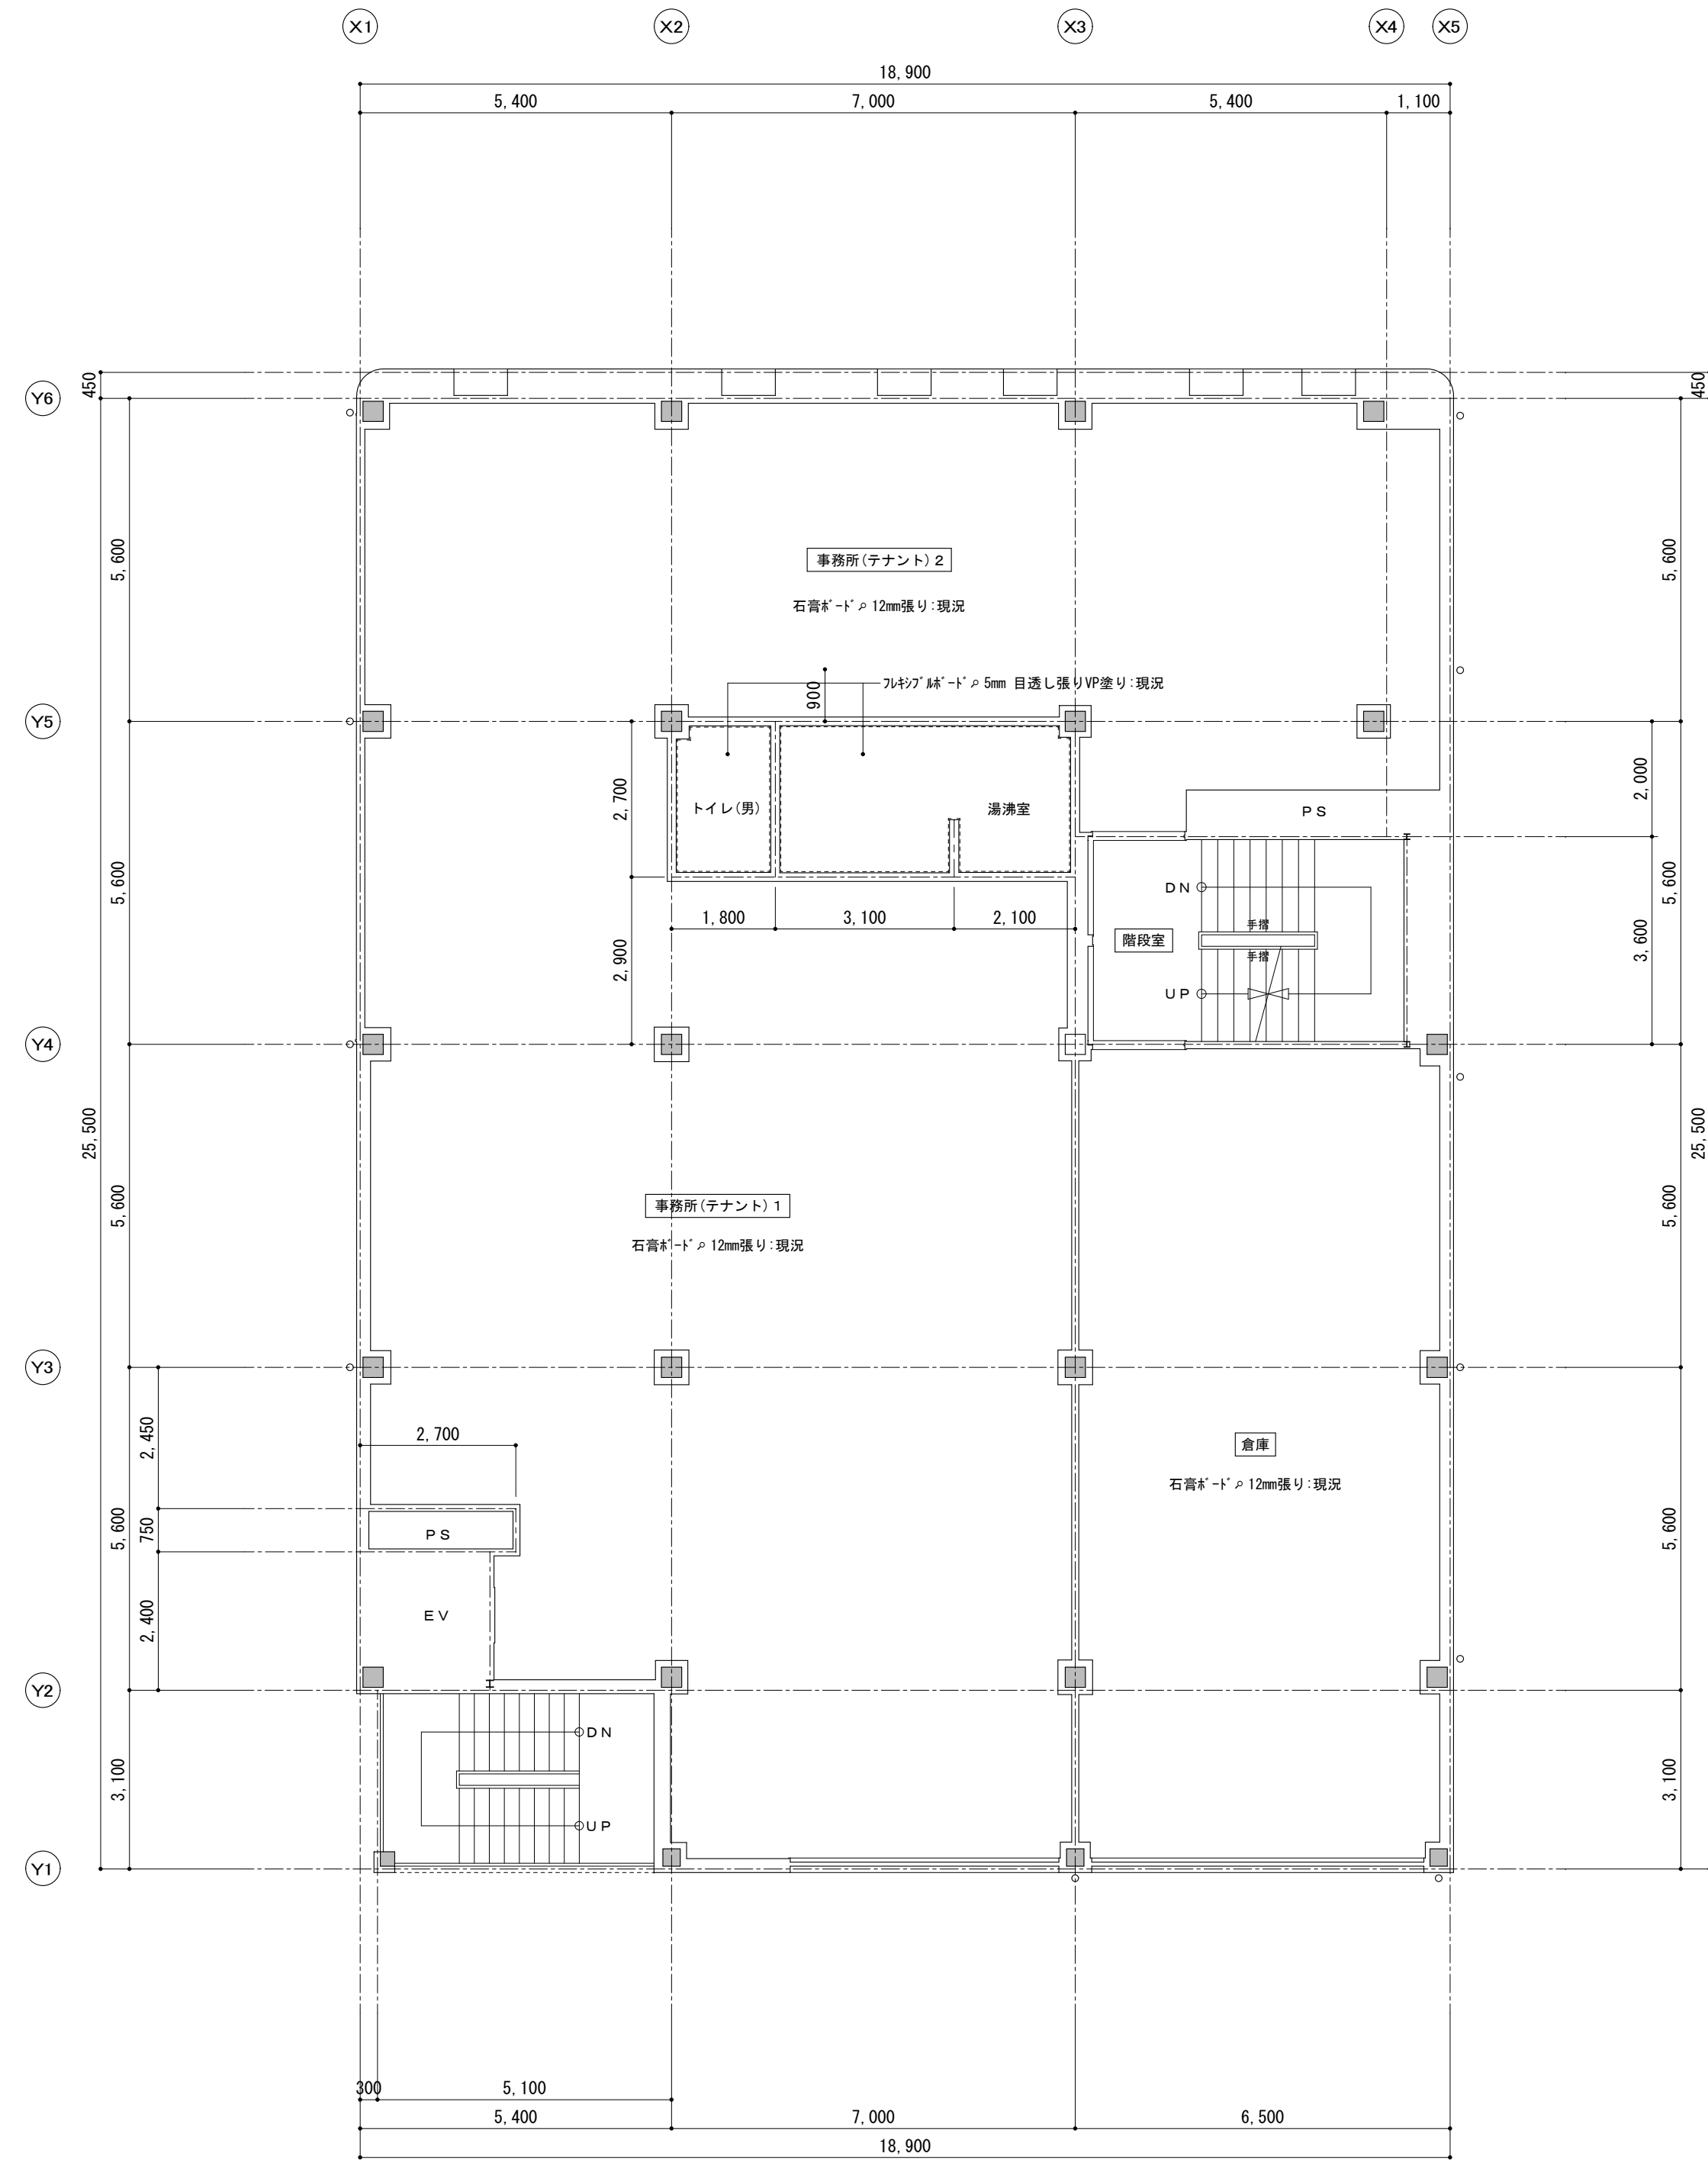 X1 X2 X3 X4 X5
18,900
5,400 7,000 5,400 1,100
450 450
Y6
5,600 5,600
事務所(テナント)2
石膏ﾎﾞｰﾄﾞ 12mm張り:現況
900
ﾌﾚｷｼﾌﾞﾙﾎﾞｰﾄﾞ 5mm 目透し張りVP塗り:現況
Y5
2,700 2,000
トイレ(男) 湯沸室 PS
5,600 5,600
DN
1,800 3,100 2,100
手摺
階段室
手摺
2,900 3,600
UP
Y4
25,500 25,500
5,600 5,600
事務所(テナント)1
石膏ﾎﾞｰﾄﾞ 12mm張り:現況
Y3
2,450
2,700
倉庫
石膏ﾎﾞｰﾄﾞ 12mm張り:現況
5,600 750 5,600
PS
2,400
EV
Y2
DN
3,100 3,100
UP
Y1
300 5,100
5,400 7,000 6,500
18,900